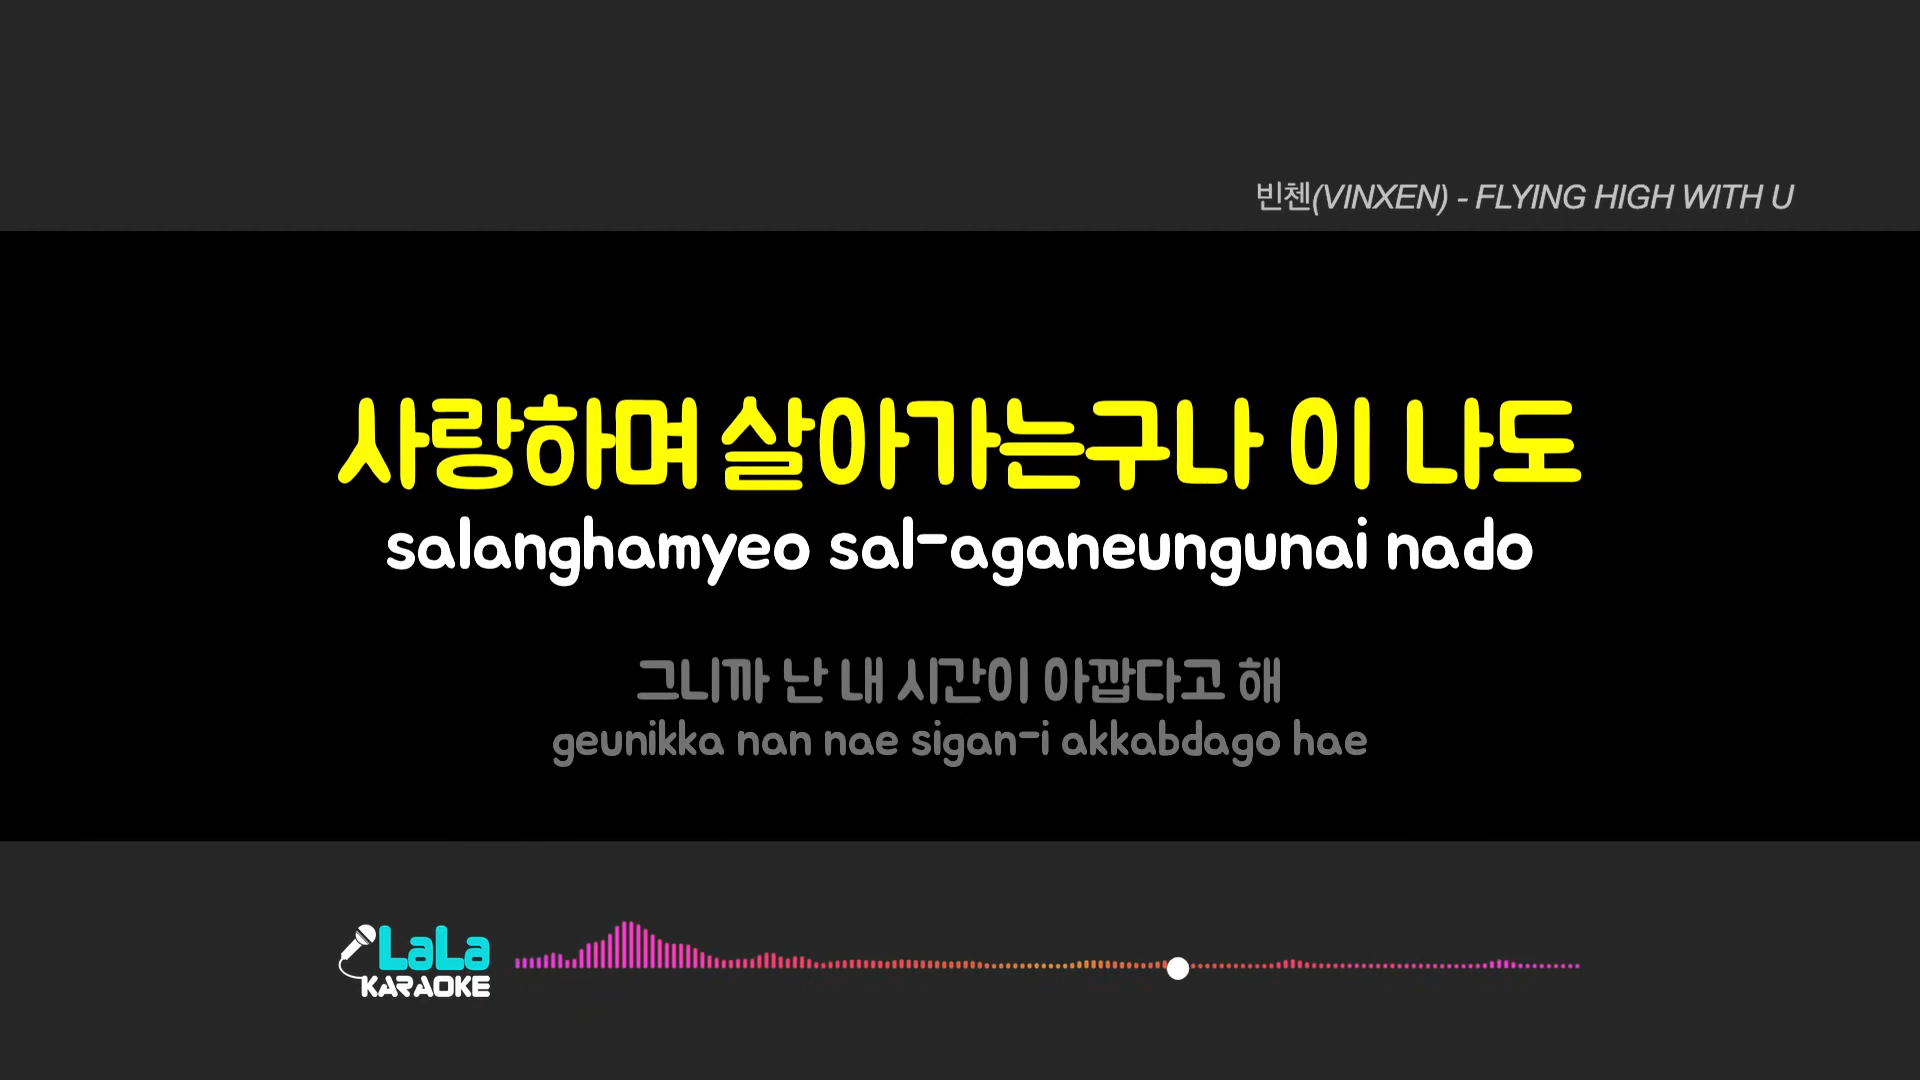 빈첸(VINXEN) - FLYING HIGH WITH U
사랑하며 살아가는구나 이 나도
salanghamyeo sal-aganeungunai nado
그니까 난 내 시간이 아깝다고 해
geunikka nan nae sigan-i akkabdago hae
LaLa
KARAOKE